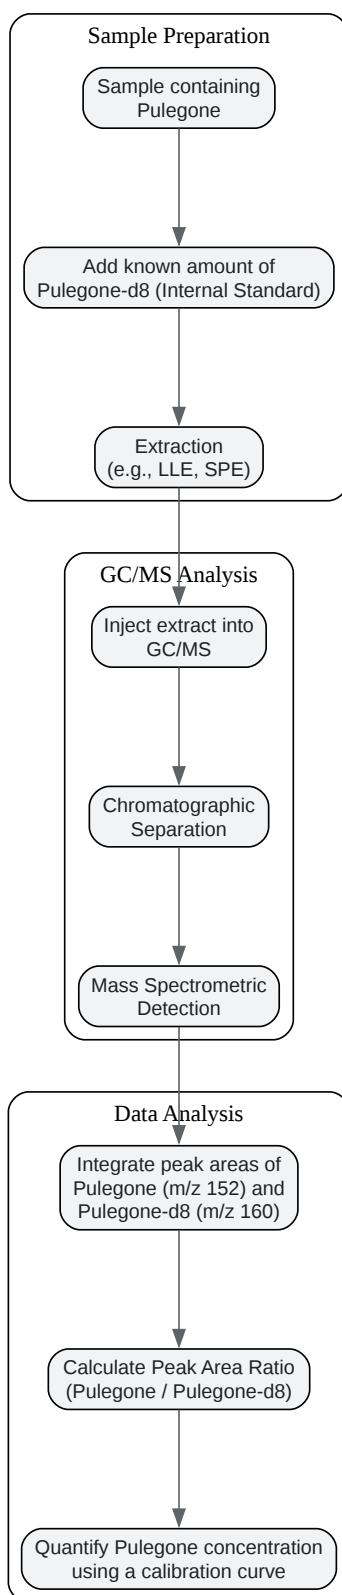 Sample Preparation
Sample containing
Pulegone
Add known amount of
Pulegone-d8 (Internal Standard)
Extraction
(e.g., LLE, SPE)
GC/MS Analysis
Inject extract into
GC/MS
Chromatographic
Separation
Mass Spectrometric
Detection
Data Analysis
Integrate peak areas of
Pulegone (m/z 152) and
Pulegone-d8 (m/z 160)
Calculate Peak Area Ratio
(Pulegone / Pulegone-d8)
Quantify Pulegone concentration
using a calibration curve